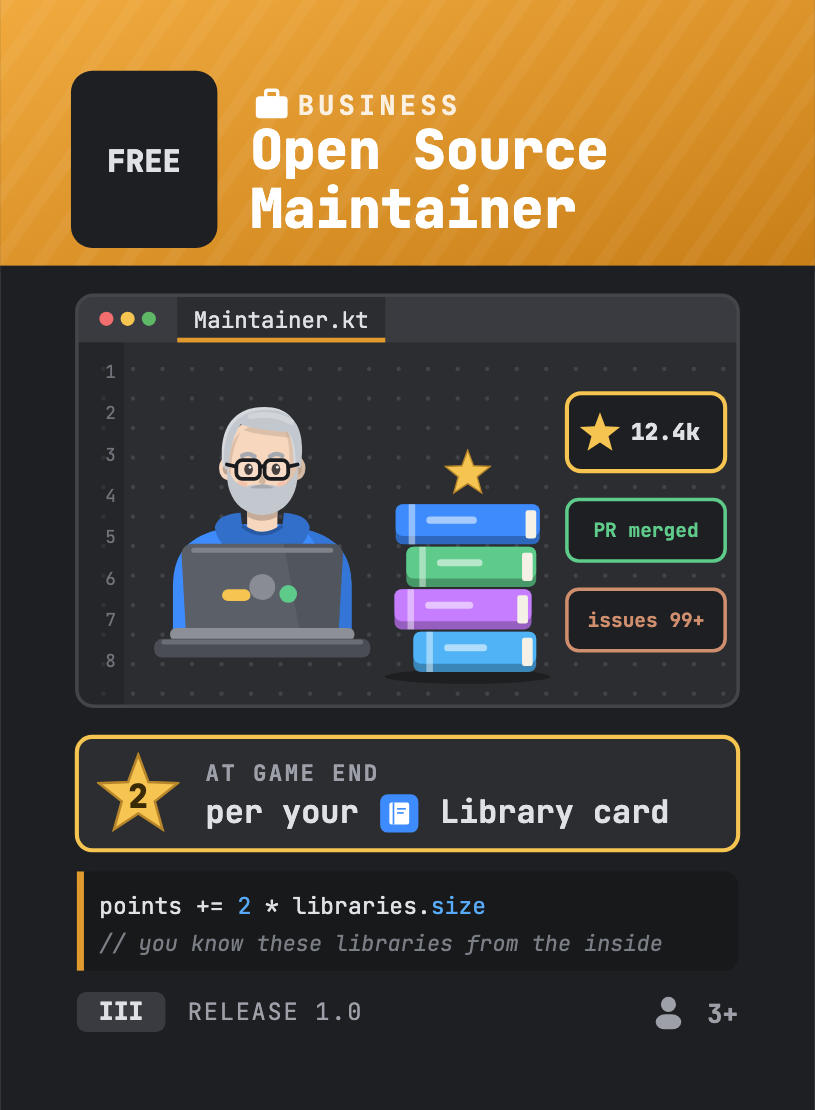 FREE
BUSINESS
Open Source
Maintainer
Maintainer.kt
1
2
3
4
5
6
7
8
12.4k
PR merged
issues 99+
2
AT GAME END
per your Library card
points += 2 * libraries.size
// you know these libraries from the inside
III RELEASE 1.0 3+